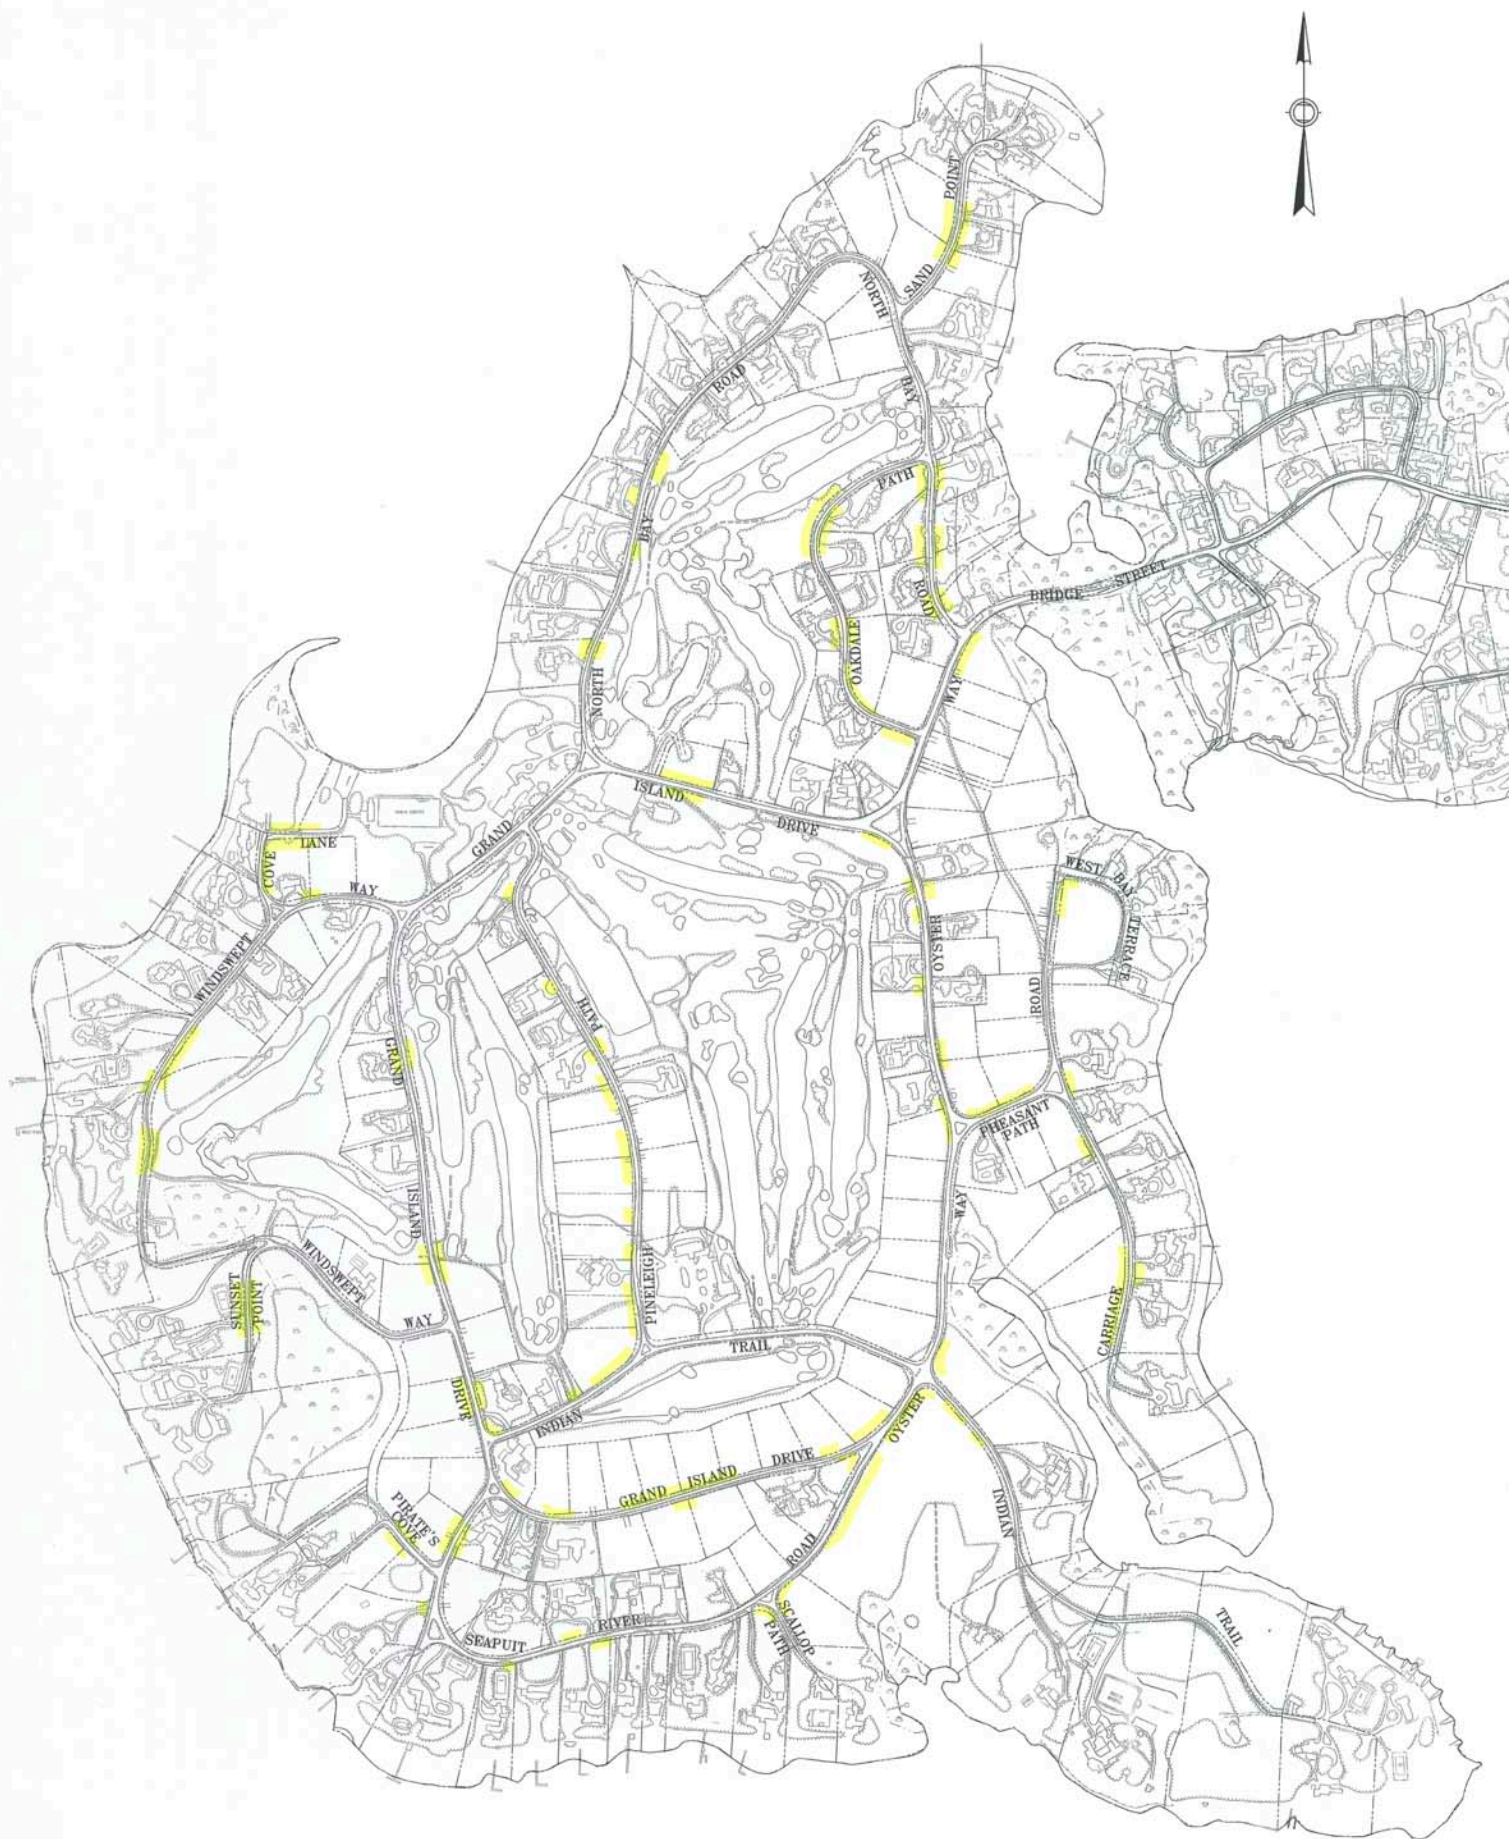 POINT
SAND
NORTH
ROAD
BAY
PATH
BAY
ROAD
BRIDGE STREET
OAKDALE
NORTH
WAY
ISLAND
DRIVE
GRAND
LANE
COVE
WAY
WEST BAY
TERRACE
OYSTER
WINDSWEPT
ROAD
PATH
GRAND
PHEASANT
PATH
ISLAND
WAY
WINDSWEPT
SUNSET
POINT
PINELEIGH
CARRIAGE
WAY
TRAIL
DRIVE
INDIAN
OYSTER
GRAND ISLAND DRIVE
PIRATE'S
COVE
INDIAN
ROAD
SCALLOP
PATH
RIVER
SEAPUIT
TRAIL